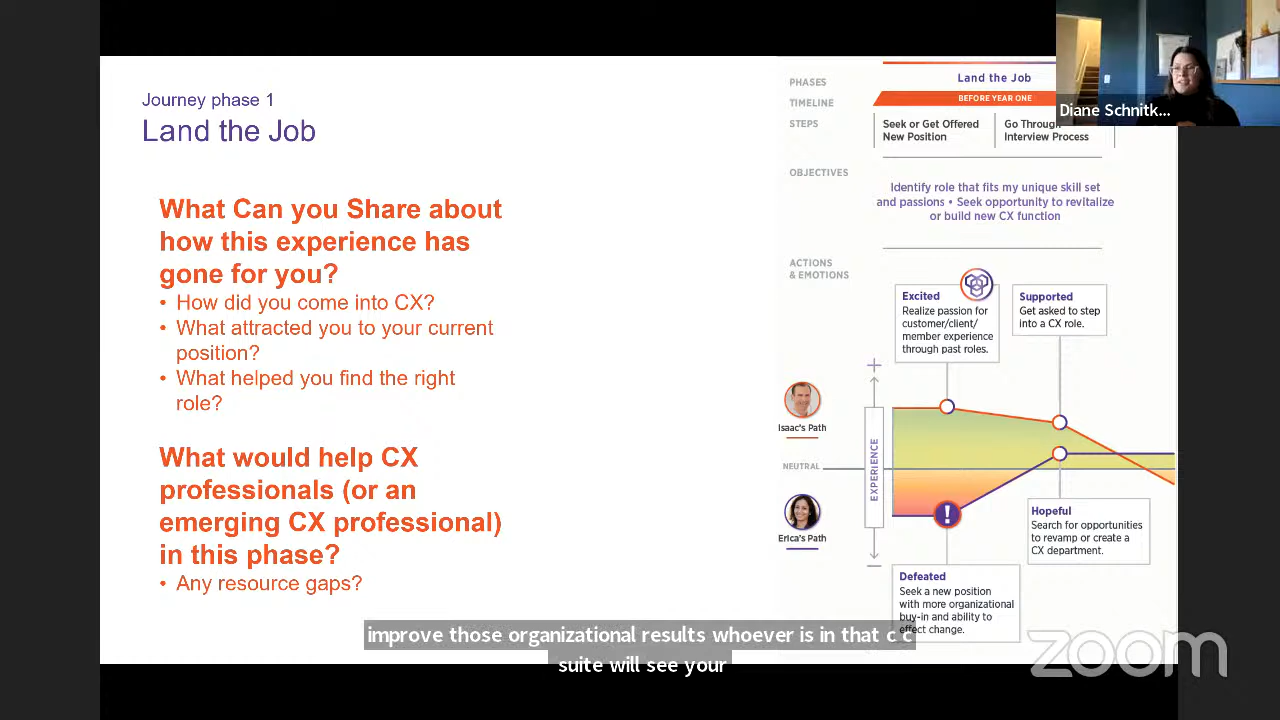 Journey phase 1
Land the Job
What Can you Share about
how this experience has
gone for you?
• How did you come into CX?
• What attracted you to your current
position?
• What helped you find the right
role?
What would help CX
professionals (or an
emerging CX professional)
in this phase?
• Any resource gaps?
PHASES
Land the Job
TIMELINE
BEFORE YEAR ONE
STEPS
Seek or Get Offered
New Position
Go Through
Interview Process
OBJECTIVES
Identify role that fits my unique skill set
and passions • Seek opportunity to revitalize
or build new CX function
ACTIONS
& EMOTIONS
Excited
Realize passion for
customer/client/
member experience
through past roles.
Supported
Get asked to step
into a CX role.
+
Isaac's Path
NEUTRAL
EXPERIENCE
Erica's Path
!
–
Hopeful
Search for opportunities
to revamp or create a
CX department.
Defeated
Seek a new position
with more organizational
buy-in and ability to
effect change.
Diane Schnitk...
improve those organizational results whoever is in that c c
suite will see your
zoom